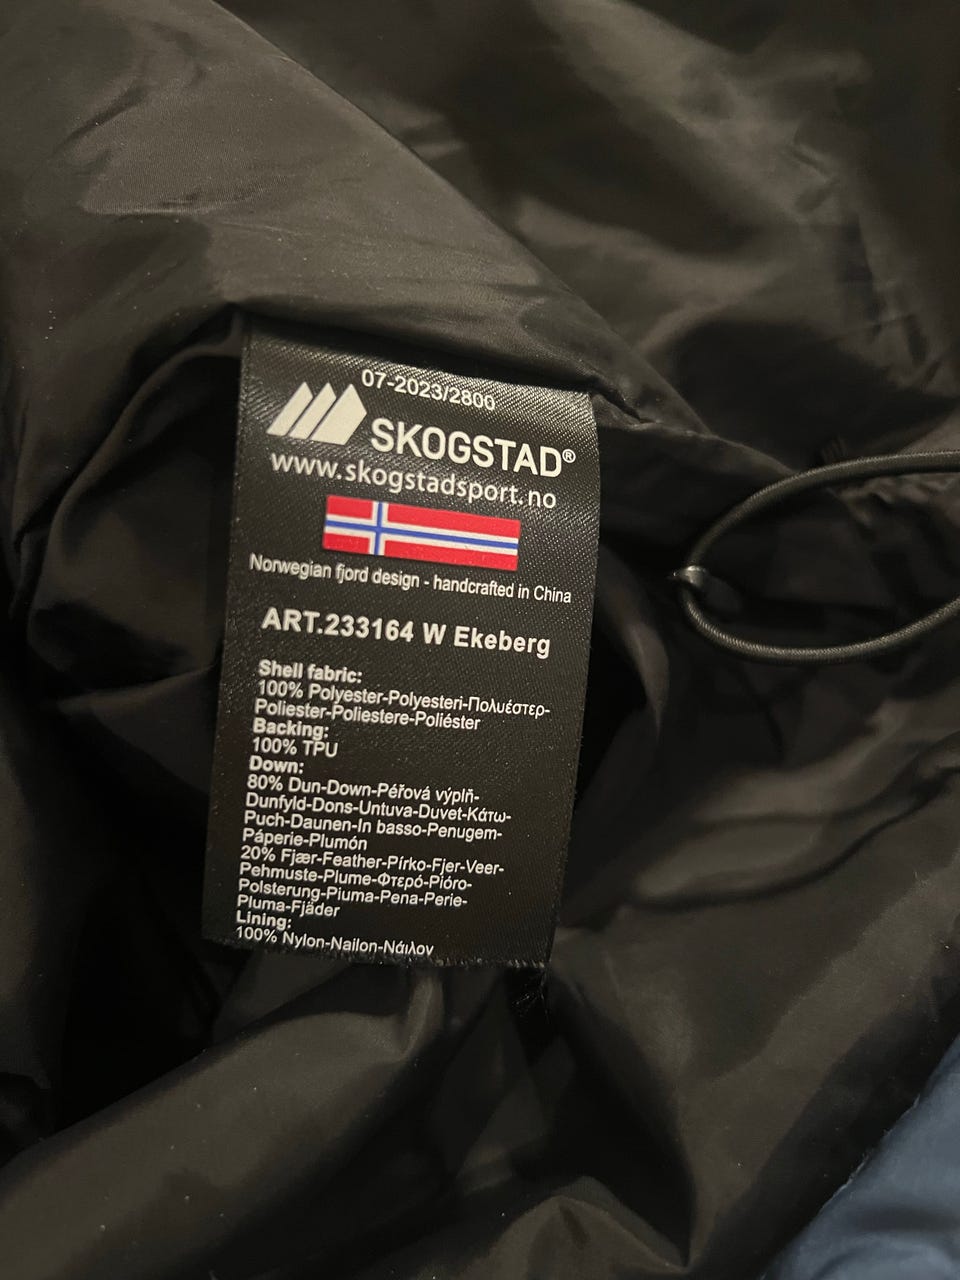 07-2023/2800
SKOGSTAD®
www.skogstadsport.no
Norwegian fjord design - handcrafted in China
ART.233164 W Ekeberg
Shell fabric:
100% Polyester-Polyesteri-Πολυέστερ-
Poliester-Poliestere-Poliéster
Backing:
100% TPU
Down:
80% Dun-Down-Péřová výplň-
Dunfyld-Dons-Untuva-Duvet-Κάτω-
Puch-Daunen-In basso-Penugem-
Páperie-Plumón
20% Fjær-Feather-Pírko-Fjer-Veer-
Pehmuste-Plume-Φτερό-Pióro-
Polsterung-Piuma-Pena-Perie-
Pluma-Fjäder
Lining:
100% Nylon-Nailon-Νάιλον